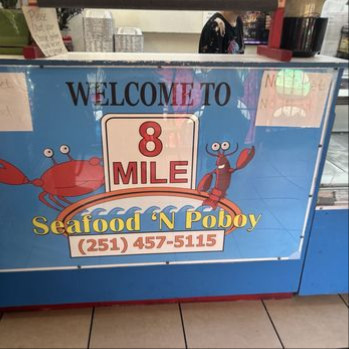 WELCOME TO
8
MILE
Seafood 'N Poboy
(251) 457-5115